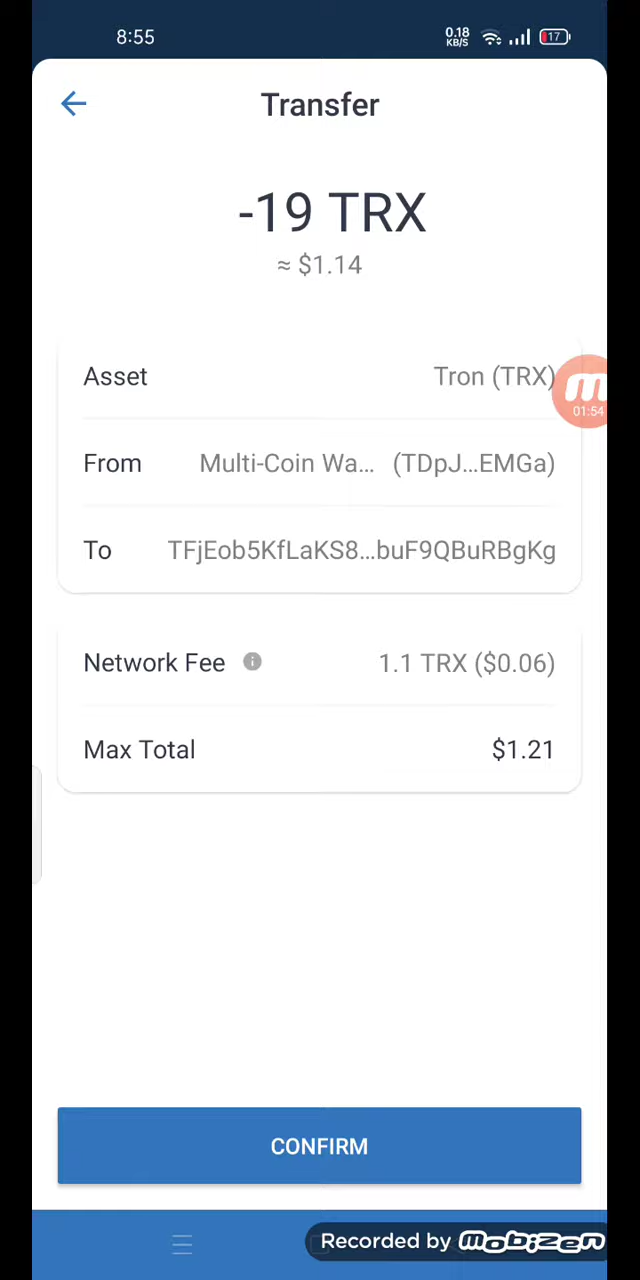 8:55
0.18
KB/S
17
Transfer
-19 TRX
≈ $1.14
Asset
Tron (TRX)
01:54
From
Multi-Coin Wa... (TDpJ...EMGa)
To
TFjEob5KfLaKS8...buF9QBuRBgKg
Network Fee
1.1 TRX ($0.06)
Max Total
$1.21
CONFIRM
Recorded by mobizen